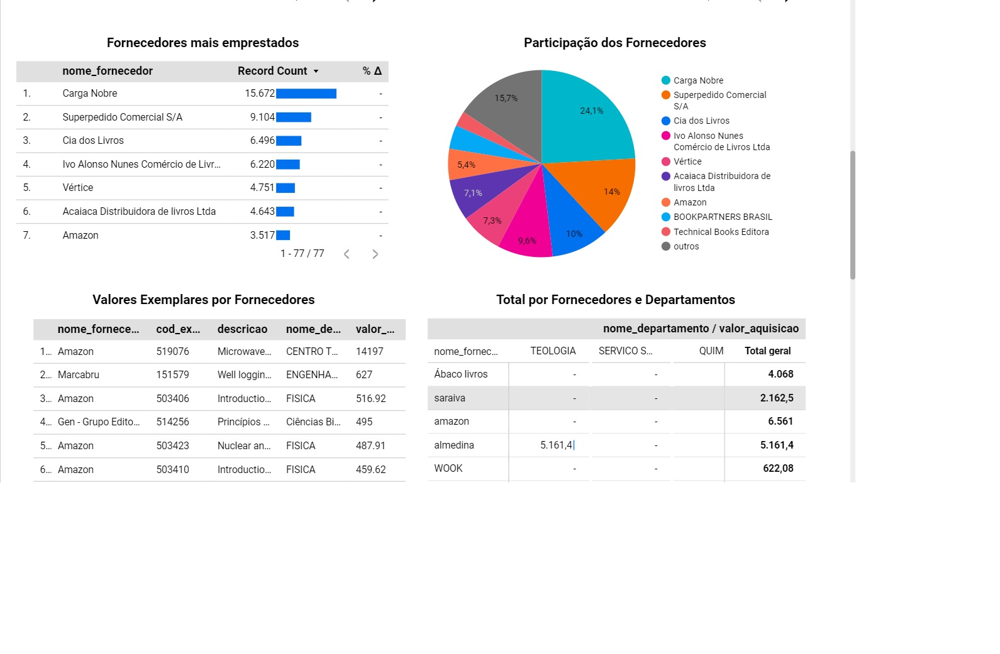 Fornecedores mais emprestados
nome_fornecedor Record Count % Δ
1. Carga Nobre 15.672 -
2. Superpedido Comercial S/A 9.104 -
3. Cia dos Livros 6.496 -
4. Ivo Alonso Nunes Comércio de Livr... 6.220 -
5. Vértice 4.751 -
6. Acaiaca Distribuidora de livros Ltda 4.643 -
7. Amazon 3.517 -
1 - 77 / 77
Participação dos Fornecedores
24,1%
14%
10%
9,6%
7,3%
7,1%
5,4%
15,7%
Carga Nobre
Superpedido Comercial
S/A
Cia dos Livros
Ivo Alonso Nunes
Comércio de Livros Ltda
Vértice
Acaiaca Distribuidora de
livros Ltda
Amazon
BOOKPARTNERS BRASIL
Technical Books Editora
outros
Valores Exemplares por Fornecedores
nome_fornece... cod_ex... descricao nome_de... valor_...
1... Amazon 519076 Microwave... CENTRO T... 14197
2... Marcabru 151579 Well loggin... ENGENHA... 627
3... Amazon 503406 Introductio... FISICA 516.92
4... Gen - Grupo Edito... 514256 Princípios ... Ciências Bi... 495
5... Amazon 503423 Nuclear an... FISICA 487.91
6... Amazon 503410 Introductio... FISICA 459.62
Total por Fornecedores e Departamentos
nome_departamento / valor_aquisicao
nome_fornec... TEOLOGIA SERVICO S... QUIM Total geral
Ábaco livros - - 4.068
saraiva - - 2.162,5
amazon - - 6.561
almedina 5.161,4 - 5.161,4
WOOK - - 622,08